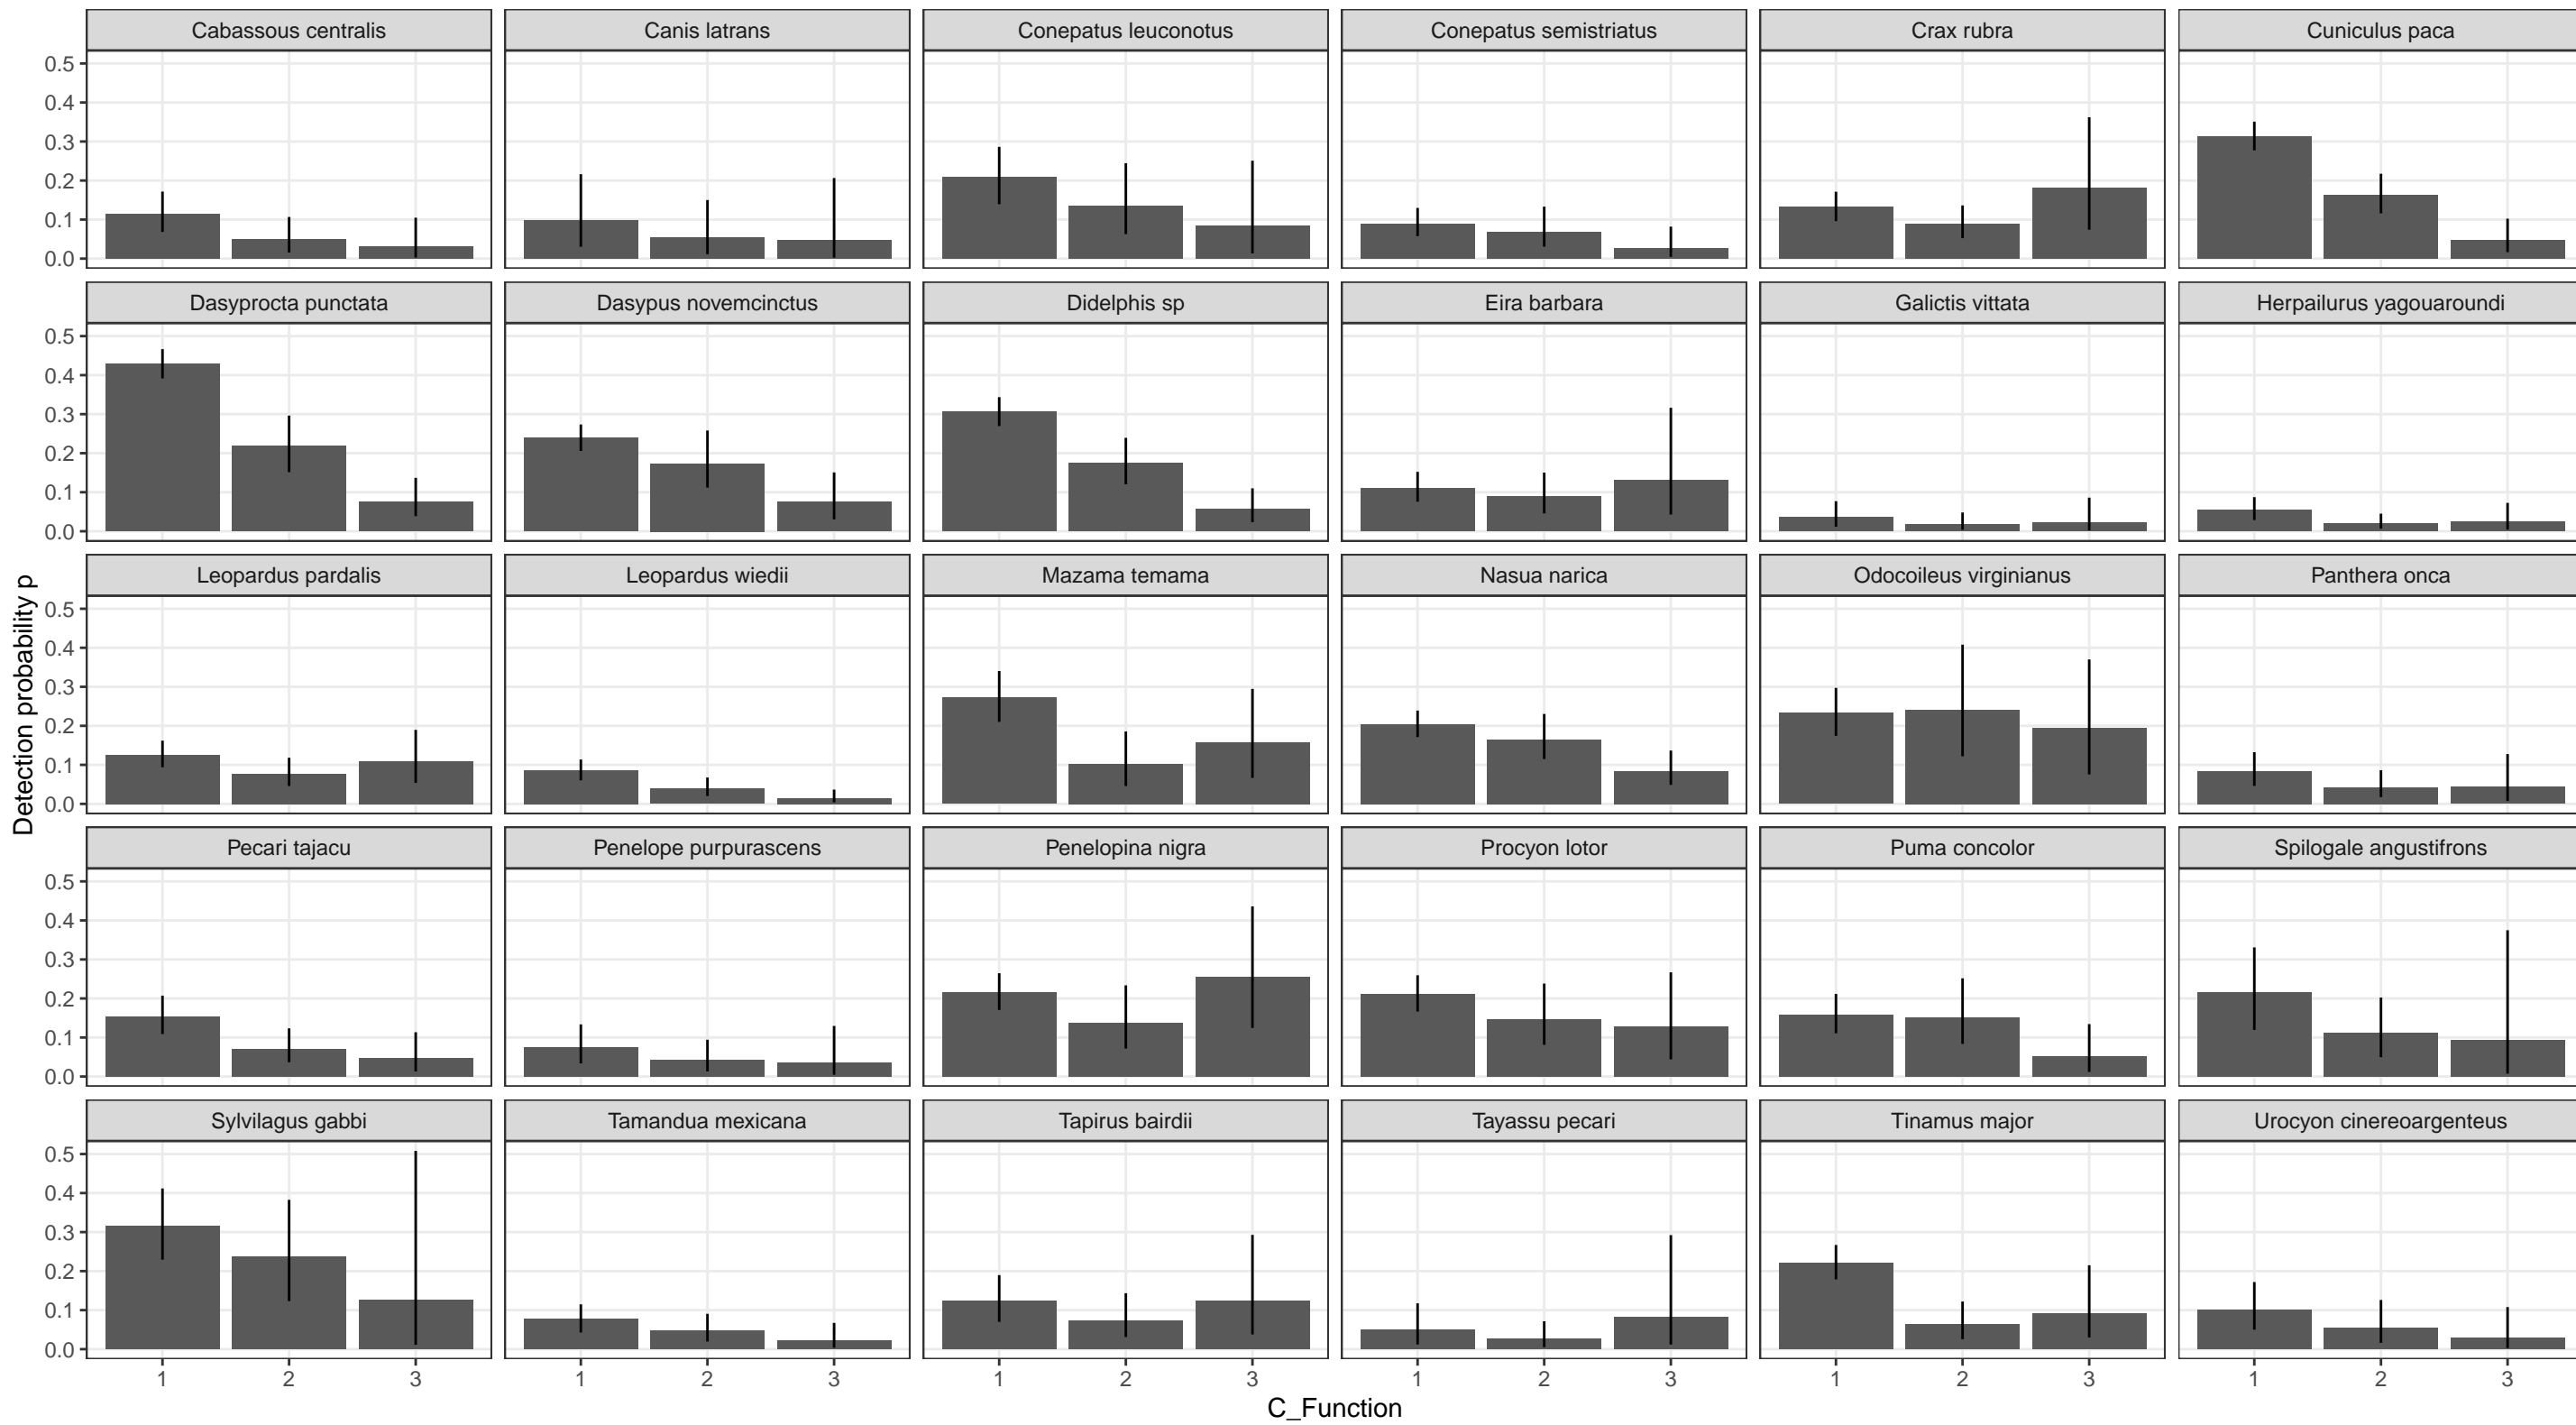 Cabassous centralis
Canis latrans
Conepatus leuconotus
Conepatus semistriatus
Crax rubra
Cuniculus paca
0.5
0.4
0.3
0.2
0.1
0.0
Dasyprocta punctata
Dasypus novemcinctus
Didelphis sp
Eira barbara
Galictis vittata
Herpailurus yagouaroundi
0.5
0.4
0.3
0.2
0.1
0.0
Leopardus pardalis
Leopardus wiedii
Mazama temama
Nasua narica
Odocoileus virginianus
Panthera onca
0.5
0.4
0.3
0.2
0.1
0.0
Detection probability p
Pecari tajacu
Penelope purpurascens
Penelopina nigra
Procyon lotor
Puma concolor
Spilogale angustifrons
0.5
0.4
0.3
0.2
0.1
0.0
Sylvilagus gabbi
Tamandua mexicana
Tapirus bairdii
Tayassu pecari
Tinamus major
Urocyon cinereoargenteus
0.5
0.4
0.3
0.2
0.1
0.0
1 2 3
1 2 3
1 2 3
1 2 3
1 2 3
1 2 3
C_Function